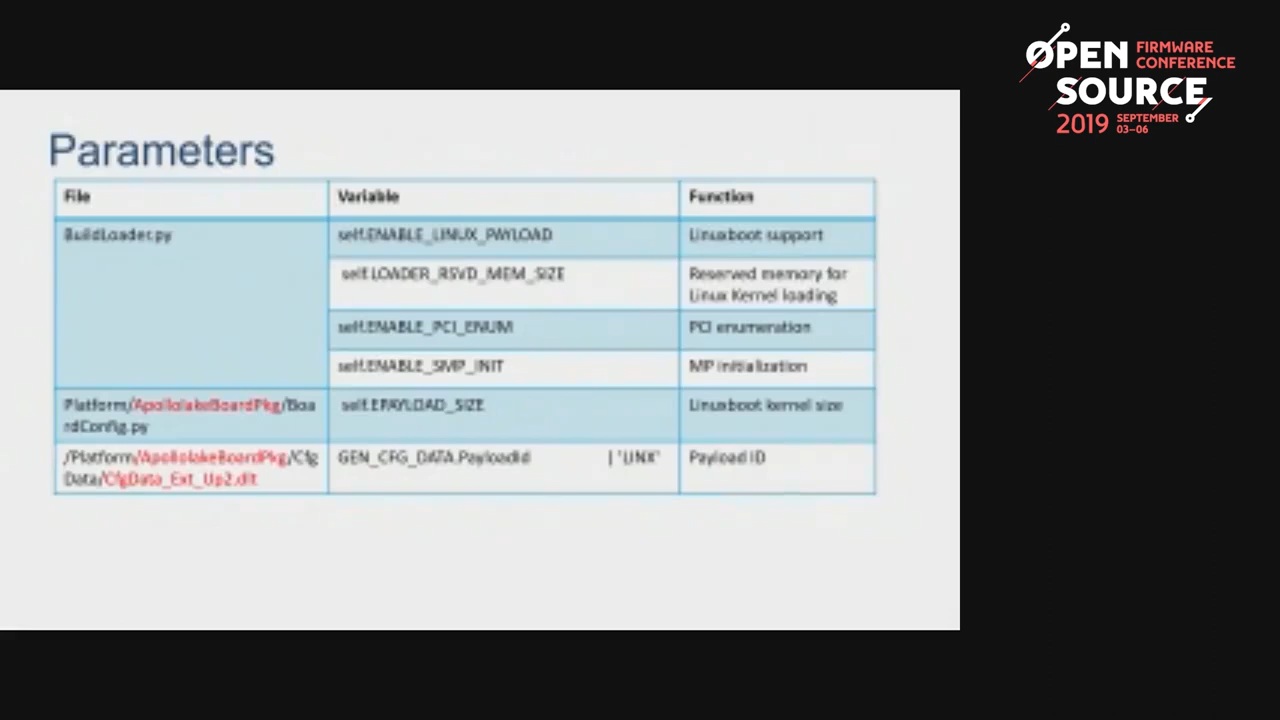 OPEN FIRMWARE CONFERENCE
SOURCE
2019 SEPTEMBER 03–06
Parameters
File Variable Function
BuildLoader.py self.ENABLE_LINUX_PAYLOAD Linuxboot support
self.LOADER_RSVD_MEM_SIZE Reserved memory for
Linux Kernel loading
self.ENABLE_PCI_ENUM PCI enumeration
self.ENABLE_SMP_INIT MP initialization
Platform/ApollolakeBoardPkg/Boa
rdConfig.py
self.EPAYLOAD_SIZE Linuxboot kernel size
/Platform/ApollolakeBoardPkg/Cfg
Data/CfgData_Ext_Up2.dlt
GEN_CFG_DATA.PayloadId | 'LINX' Payload ID